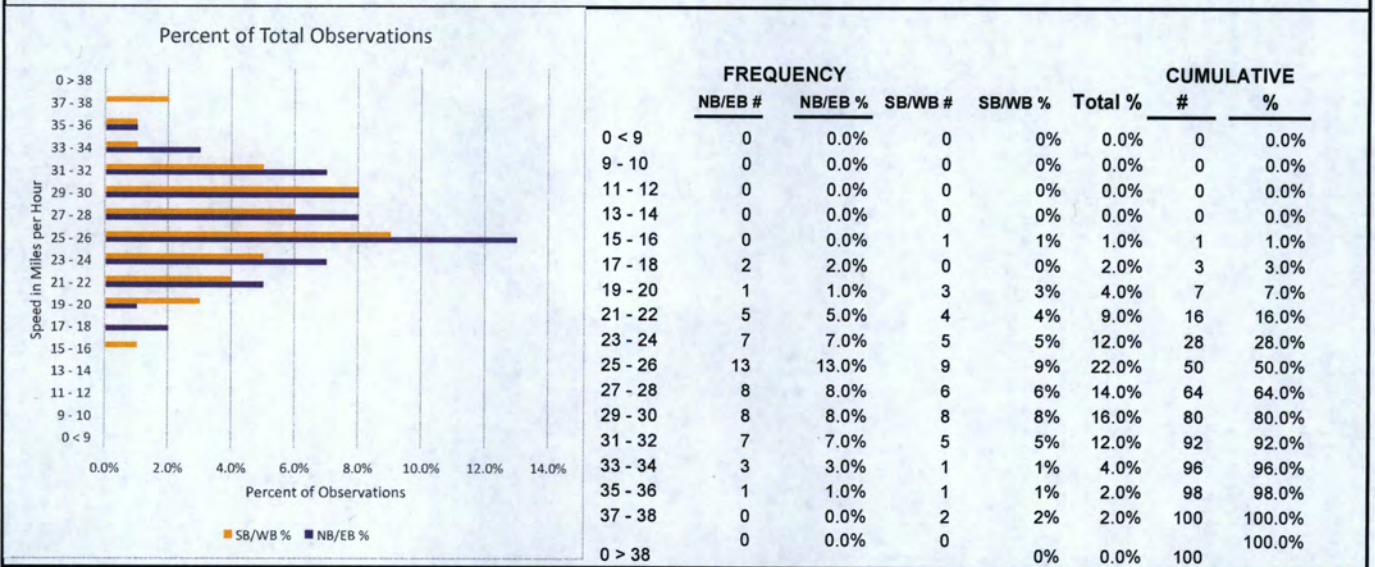 Percent of Total Observations
0 > 38
37 - 38
35 - 36
33 - 34
31 - 32
29 - 30
27 - 28
25 - 26
23 - 24
21 - 22
19 - 20
17 - 18
15 - 16
13 - 14
11 - 12
9 - 10
0 < 9
Speed in Miles per Hour
0.0% 2.0% 4.0% 6.0% 8.0% 10.0% 12.0% 14.0%
Percent of Observations
SB/WB % NB/EB %
FREQUENCY CUMULATIVE
NB/EB # NB/EB % SB/WB # SB/WB % Total % # %
0 < 9 0 0.0% 0 0% 0.0% 0 0.0%
9 - 10 0 0.0% 0 0% 0.0% 0 0.0%
11 - 12 0 0.0% 0 0% 0.0% 0 0.0%
13 - 14 0 0.0% 0 0% 0.0% 0 0.0%
15 - 16 0 0.0% 1 1% 1.0% 1 1.0%
17 - 18 2 2.0% 0 0% 2.0% 3 3.0%
19 - 20 1 1.0% 3 3% 4.0% 7 7.0%
21 - 22 5 5.0% 4 4% 9.0% 16 16.0%
23 - 24 7 7.0% 5 5% 12.0% 28 28.0%
25 - 26 13 13.0% 9 9% 22.0% 50 50.0%
27 - 28 8 8.0% 6 6% 14.0% 64 64.0%
29 - 30 8 8.0% 8 8% 16.0% 80 80.0%
31 - 32 7 7.0% 5 5% 12.0% 92 92.0%
33 - 34 3 3.0% 1 1% 4.0% 96 96.0%
35 - 36 1 1.0% 1 1% 2.0% 98 98.0%
37 - 38 0 0.0% 2 2% 2.0% 100 100.0%
0 0.0% 0 100.0%
0 > 38 0% 0.0% 100